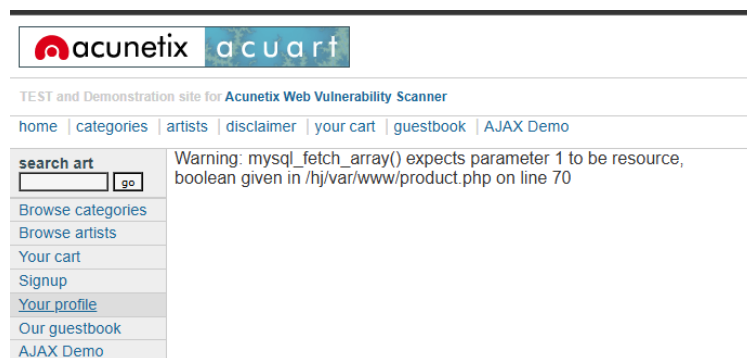 acunetix acuart
TEST and Demonstration site for Acunetix Web Vulnerability Scanner
home | categories | artists | disclaimer | your cart | guestbook | AJAX Demo
search art
go
Browse categories
Browse artists
Your cart
Signup
Your profile
Our guestbook
AJAX Demo
Warning: mysql_fetch_array() expects parameter 1 to be resource,
boolean given in /hj/var/www/product.php on line 70